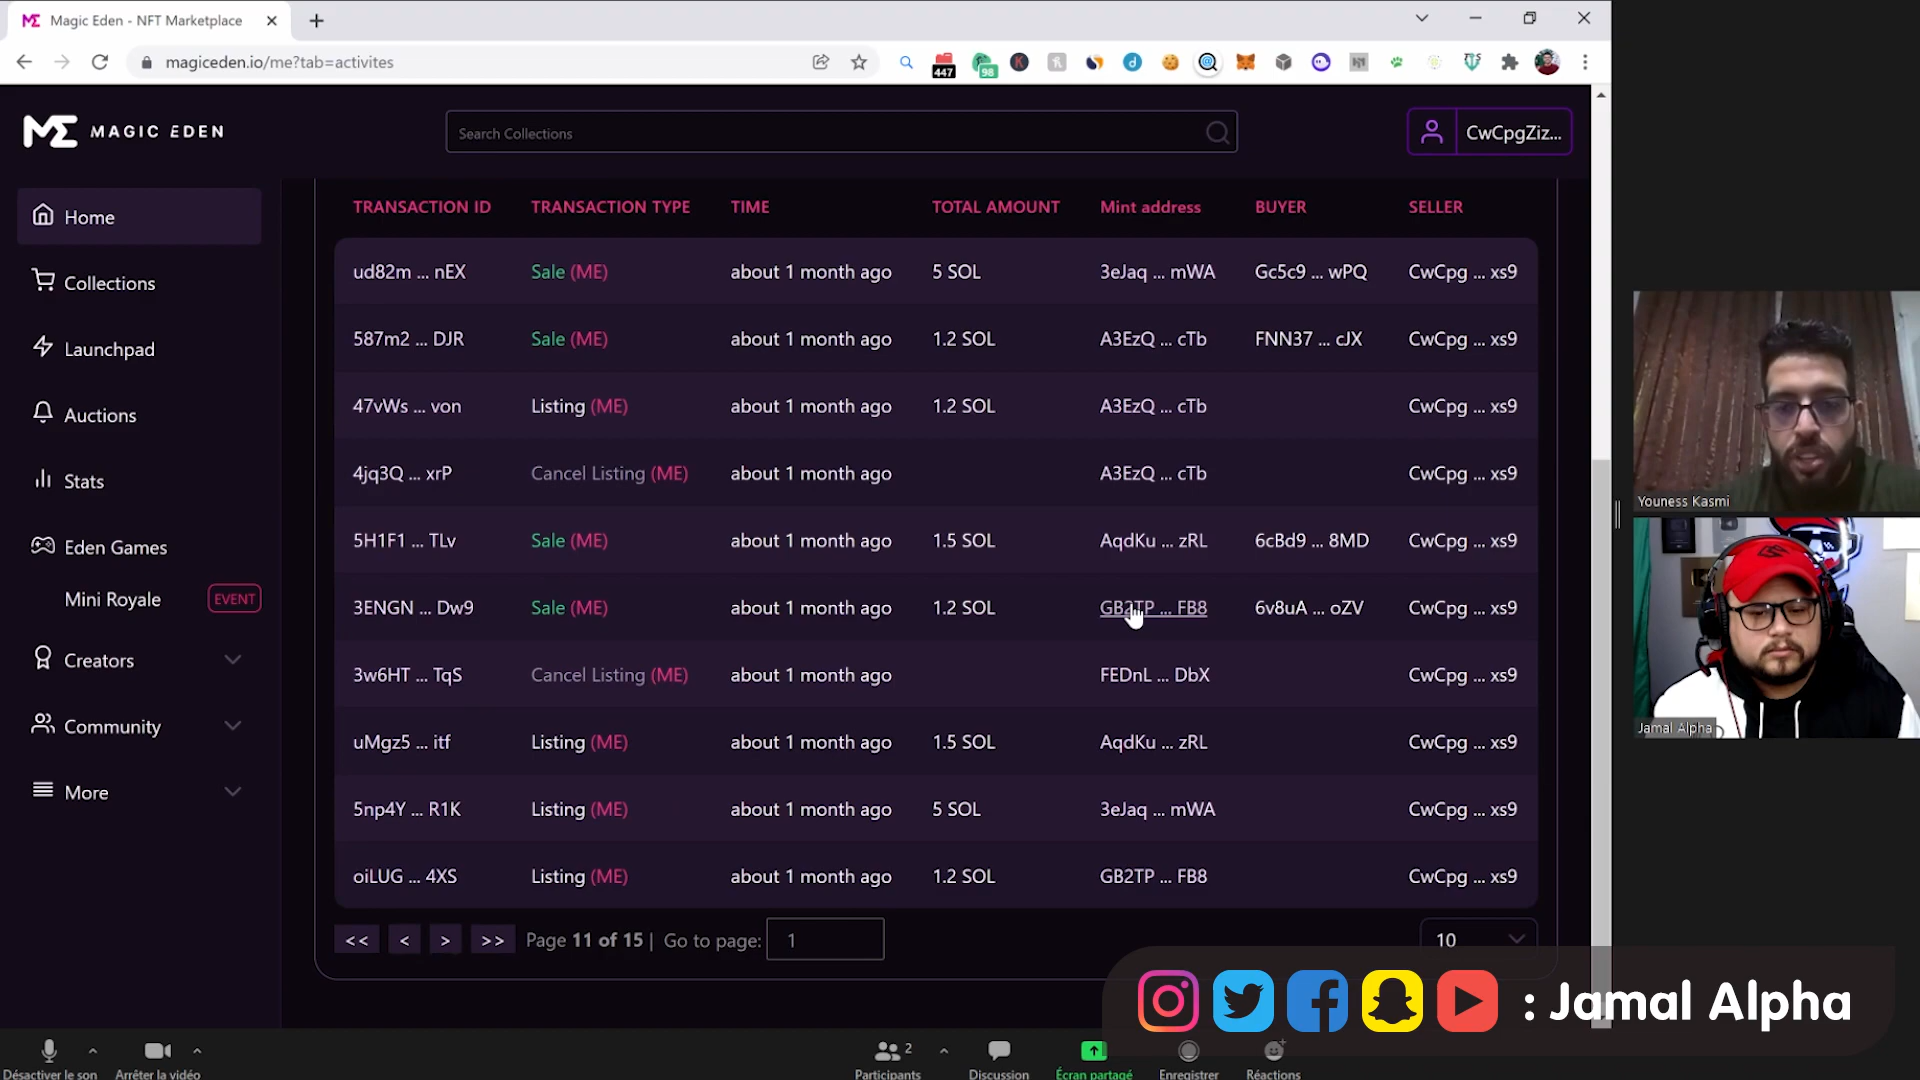 Magic Eden - NFT Marketplace
magiceden.io/me?tab=activites
447
98
MAGIC EDEN
Search Collections
CwCpgZiz...
Home
Collections
Launchpad
Auctions
Stats
Eden Games
Mini Royale EVENT
Creators
Community
More
TRANSACTION ID TRANSACTION TYPE TIME TOTAL AMOUNT Mint address BUYER SELLER
ud82m ... nEX Sale (ME) about 1 month ago 5 SOL 3eJaq ... mWA Gc5c9 ... wPQ CwCpg ... xs9
587m2 ... DJR Sale (ME) about 1 month ago 1.2 SOL A3EzQ ... cTb FNN37 ... cJX CwCpg ... xs9
47vWs ... von Listing (ME) about 1 month ago 1.2 SOL A3EzQ ... cTb CwCpg ... xs9
4jq3Q ... xrP Cancel Listing (ME) about 1 month ago A3EzQ ... cTb CwCpg ... xs9
5H1F1 ... TLv Sale (ME) about 1 month ago 1.5 SOL AqdKu ... zRL 6cBd9 ... 8MD CwCpg ... xs9
3ENGN ... Dw9 Sale (ME) about 1 month ago 1.2 SOL GB2TP ... FB8 6v8uA ... oZV CwCpg ... xs9
3w6HT ... TqS Cancel Listing (ME) about 1 month ago FEDnL ... DbX CwCpg ... xs9
uMgz5 ... itf Listing (ME) about 1 month ago 1.5 SOL AqdKu ... zRL CwCpg ... xs9
5np4Y ... R1K Listing (ME) about 1 month ago 5 SOL 3eJaq ... mWA CwCpg ... xs9
oiLUG ... 4XS Listing (ME) about 1 month ago 1.2 SOL GB2TP ... FB8 CwCpg ... xs9
<< < > >> Page 11 of 15 | Go to page: 1 10
Youness Kasmi
Jamal Alpha
: Jamal Alpha
2
Désactiver le son Arrêter la vidéo Participants Discussion Écran partagé Enregistrer Réactions